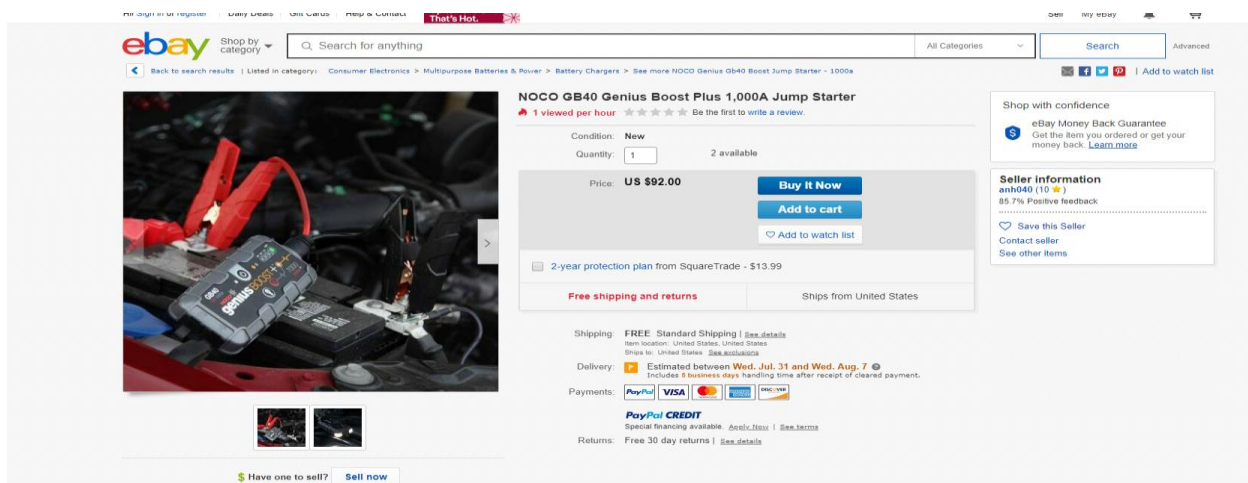 Hi! Sign in or register Daily Deals Gift Cards Help & Contact
That's Hot.
Sell My eBay
ebay
Shop by category
Search for anything
All Categories
Search
Advanced
Back to search results | Listed in category: Consumer Electronics > Multipurpose Batteries & Power > Battery Chargers > See more NOCO Genius Gb40 Boost Jump Starter - 1000a
| Add to watch list
NOCO GB40 Genius Boost Plus 1,000A Jump Starter
1 viewed per hour Be the first to write a review.
Condition: New
Quantity: 1 2 available
Price: US $92.00
Buy It Now
Add to cart
Add to watch list
2-year protection plan from SquareTrade - $13.99
Free shipping and returns Ships from United States
Shipping: FREE Standard Shipping | See details
Item location: United States, United States
Ships to: United States See exclusions
Delivery: Estimated between Wed. Jul. 31 and Wed. Aug. 7
Includes 5 business days handling time after receipt of cleared payment.
Payments: PayPal VISA DISCOVER
PayPal CREDIT
Special financing available. Apply Now | See terms
Returns: Free 30 day returns | See details
Shop with confidence
eBay Money Back Guarantee
Get the item you ordered or get your
money back. Learn more
Seller information
anh040 (10)
85.7% Positive feedback
Save this Seller
Contact seller
See other items
GB40
genius BOOST+
Have one to sell? Sell now